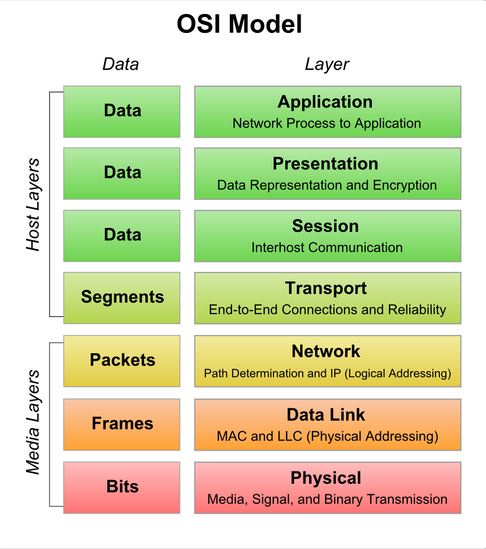 OSI Model
Data
Layer
Host Layers
Data
Application
Network Process to Application
Data
Presentation
Data Representation and Encryption
Data
Session
Interhost Communication
Segments
Transport
End-to-End Connections and Reliability
Media Layers
Packets
Network
Path Determination and IP (Logical Addressing)
Frames
Data Link
MAC and LLC (Physical Addressing)
Bits
Physical
Media, Signal, and Binary Transmission